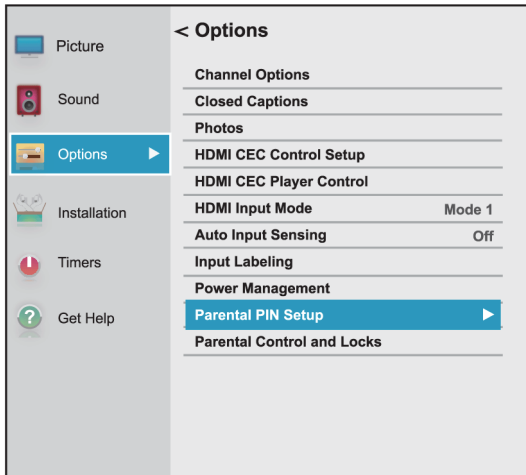 Picture
Sound
Options
Installation
Timers
Get Help
< Options
Channel Options
Closed Captions
Photos
HDMI CEC Control Setup
HDMI CEC Player Control
HDMI Input Mode Mode 1
Auto Input Sensing Off
Input Labeling
Power Management
Parental PIN Setup
Parental Control and Locks